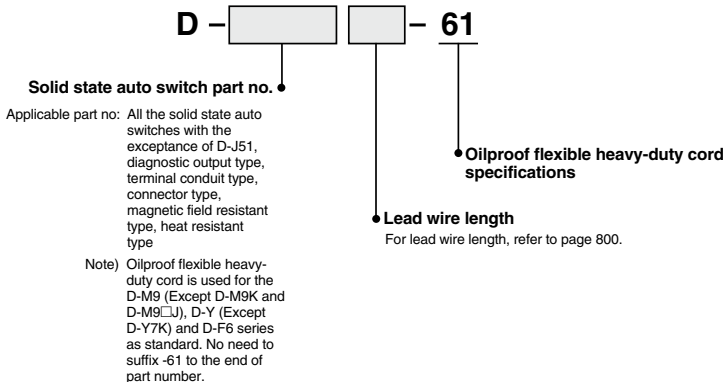 D – – 61
Solid state auto switch part no.
Applicable part no: All the solid state auto
switches with the
exceptance of D-J51,
diagnostic output type,
terminal conduit type,
connector type,
magnetic field resistant
type, heat resistant
type
Note) Oilproof flexible heavy-
duty cord is used for the
D-M9 (Except D-M9K and
D-M9□J), D-Y (Except
D-Y7K) and D-F6 series
as standard. No need to
suffix -61 to the end of
part number.
Oilproof flexible heavy-duty cord
specifications
Lead wire length
For lead wire length, refer to page 800.